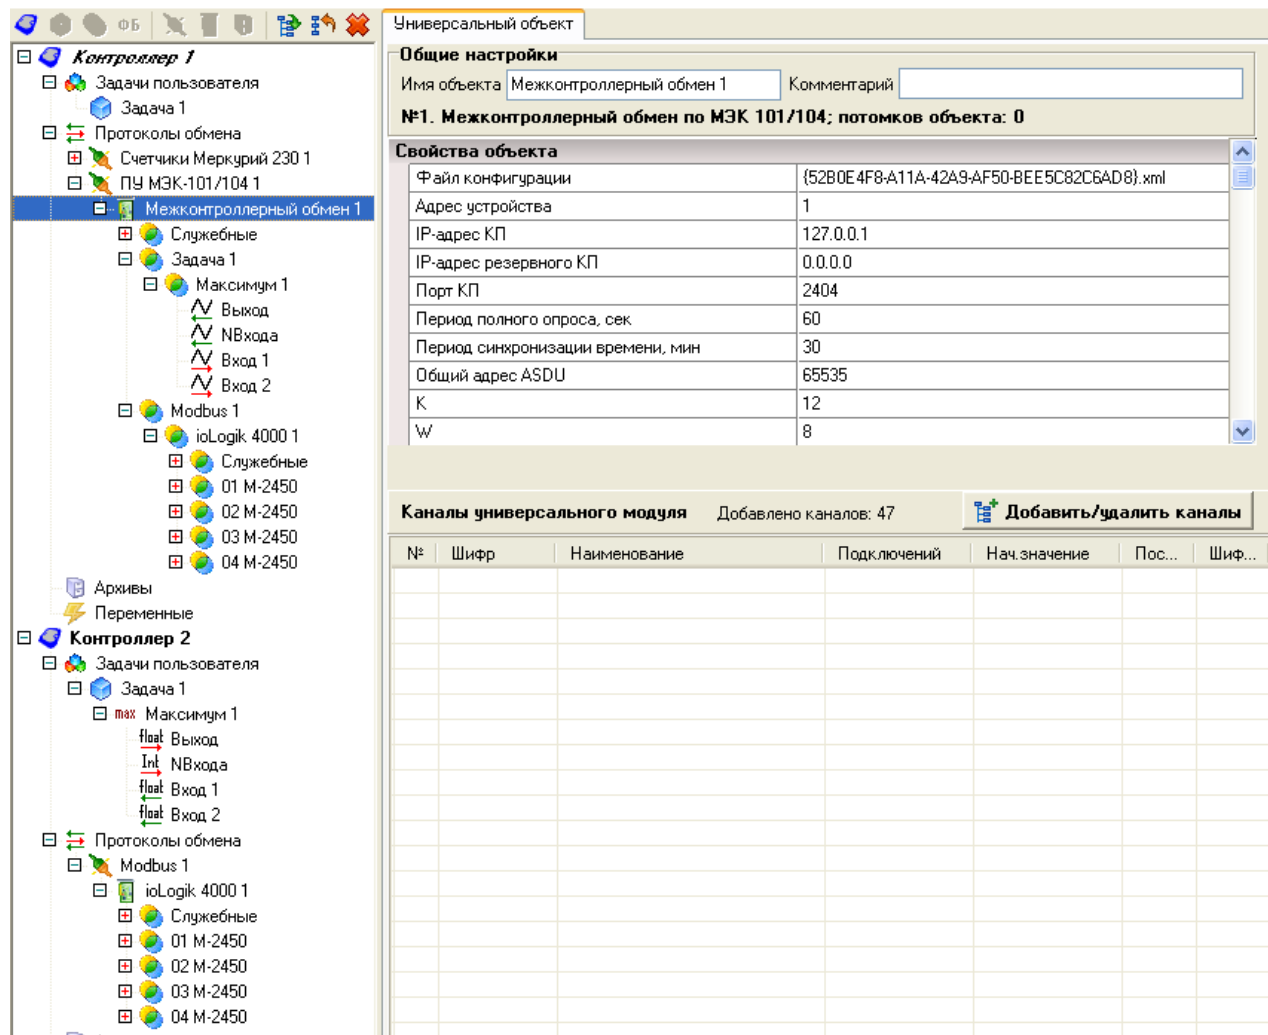 ФБ
Контроллер 1
Задачи пользователя
Задача 1
Протоколы обмена
Счетчики Меркурий 230 1
ПУ МЭК-101/104 1
Межконтроллерный обмен 1
Служебные
Задача 1
Максимум 1
Выход
NВхода
Вход 1
Вход 2
Modbus 1
ioLogik 4000 1
Служебные
01 M-2450
02 M-2450
03 M-2450
04 M-2450
Архивы
Переменные
Контроллер 2
Задачи пользователя
Задача 1
max Максимум 1
float Выход
Int NВхода
float Вход 1
float Вход 2
Протоколы обмена
Modbus 1
ioLogik 4000 1
Служебные
01 M-2450
02 M-2450
03 M-2450
04 M-2450
Универсальный объект
Общие настройки
Имя объекта Межконтроллерный обмен 1 Комментарий
№1. Межконтроллерный обмен по МЭК 101/104; потомков объекта: 0
Свойства объекта
Файл конфигурации {52B0E4F8-A11A-42A9-AF50-BEE5C82C6AD8}.xml
Адрес устройства 1
IP-адрес КП 127.0.0.1
IP-адрес резервного КП 0.0.0.0
Порт КП 2404
Период полного опроса, сек 60
Период синхронизации времени, мин 30
Общий адрес ASDU 65535
K 12
W 8
Каналы универсального модуля Добавлено каналов: 47 Добавить/удалить каналы
№ Шифр Наименование Подключений Нач.значение Пос... Шиф...